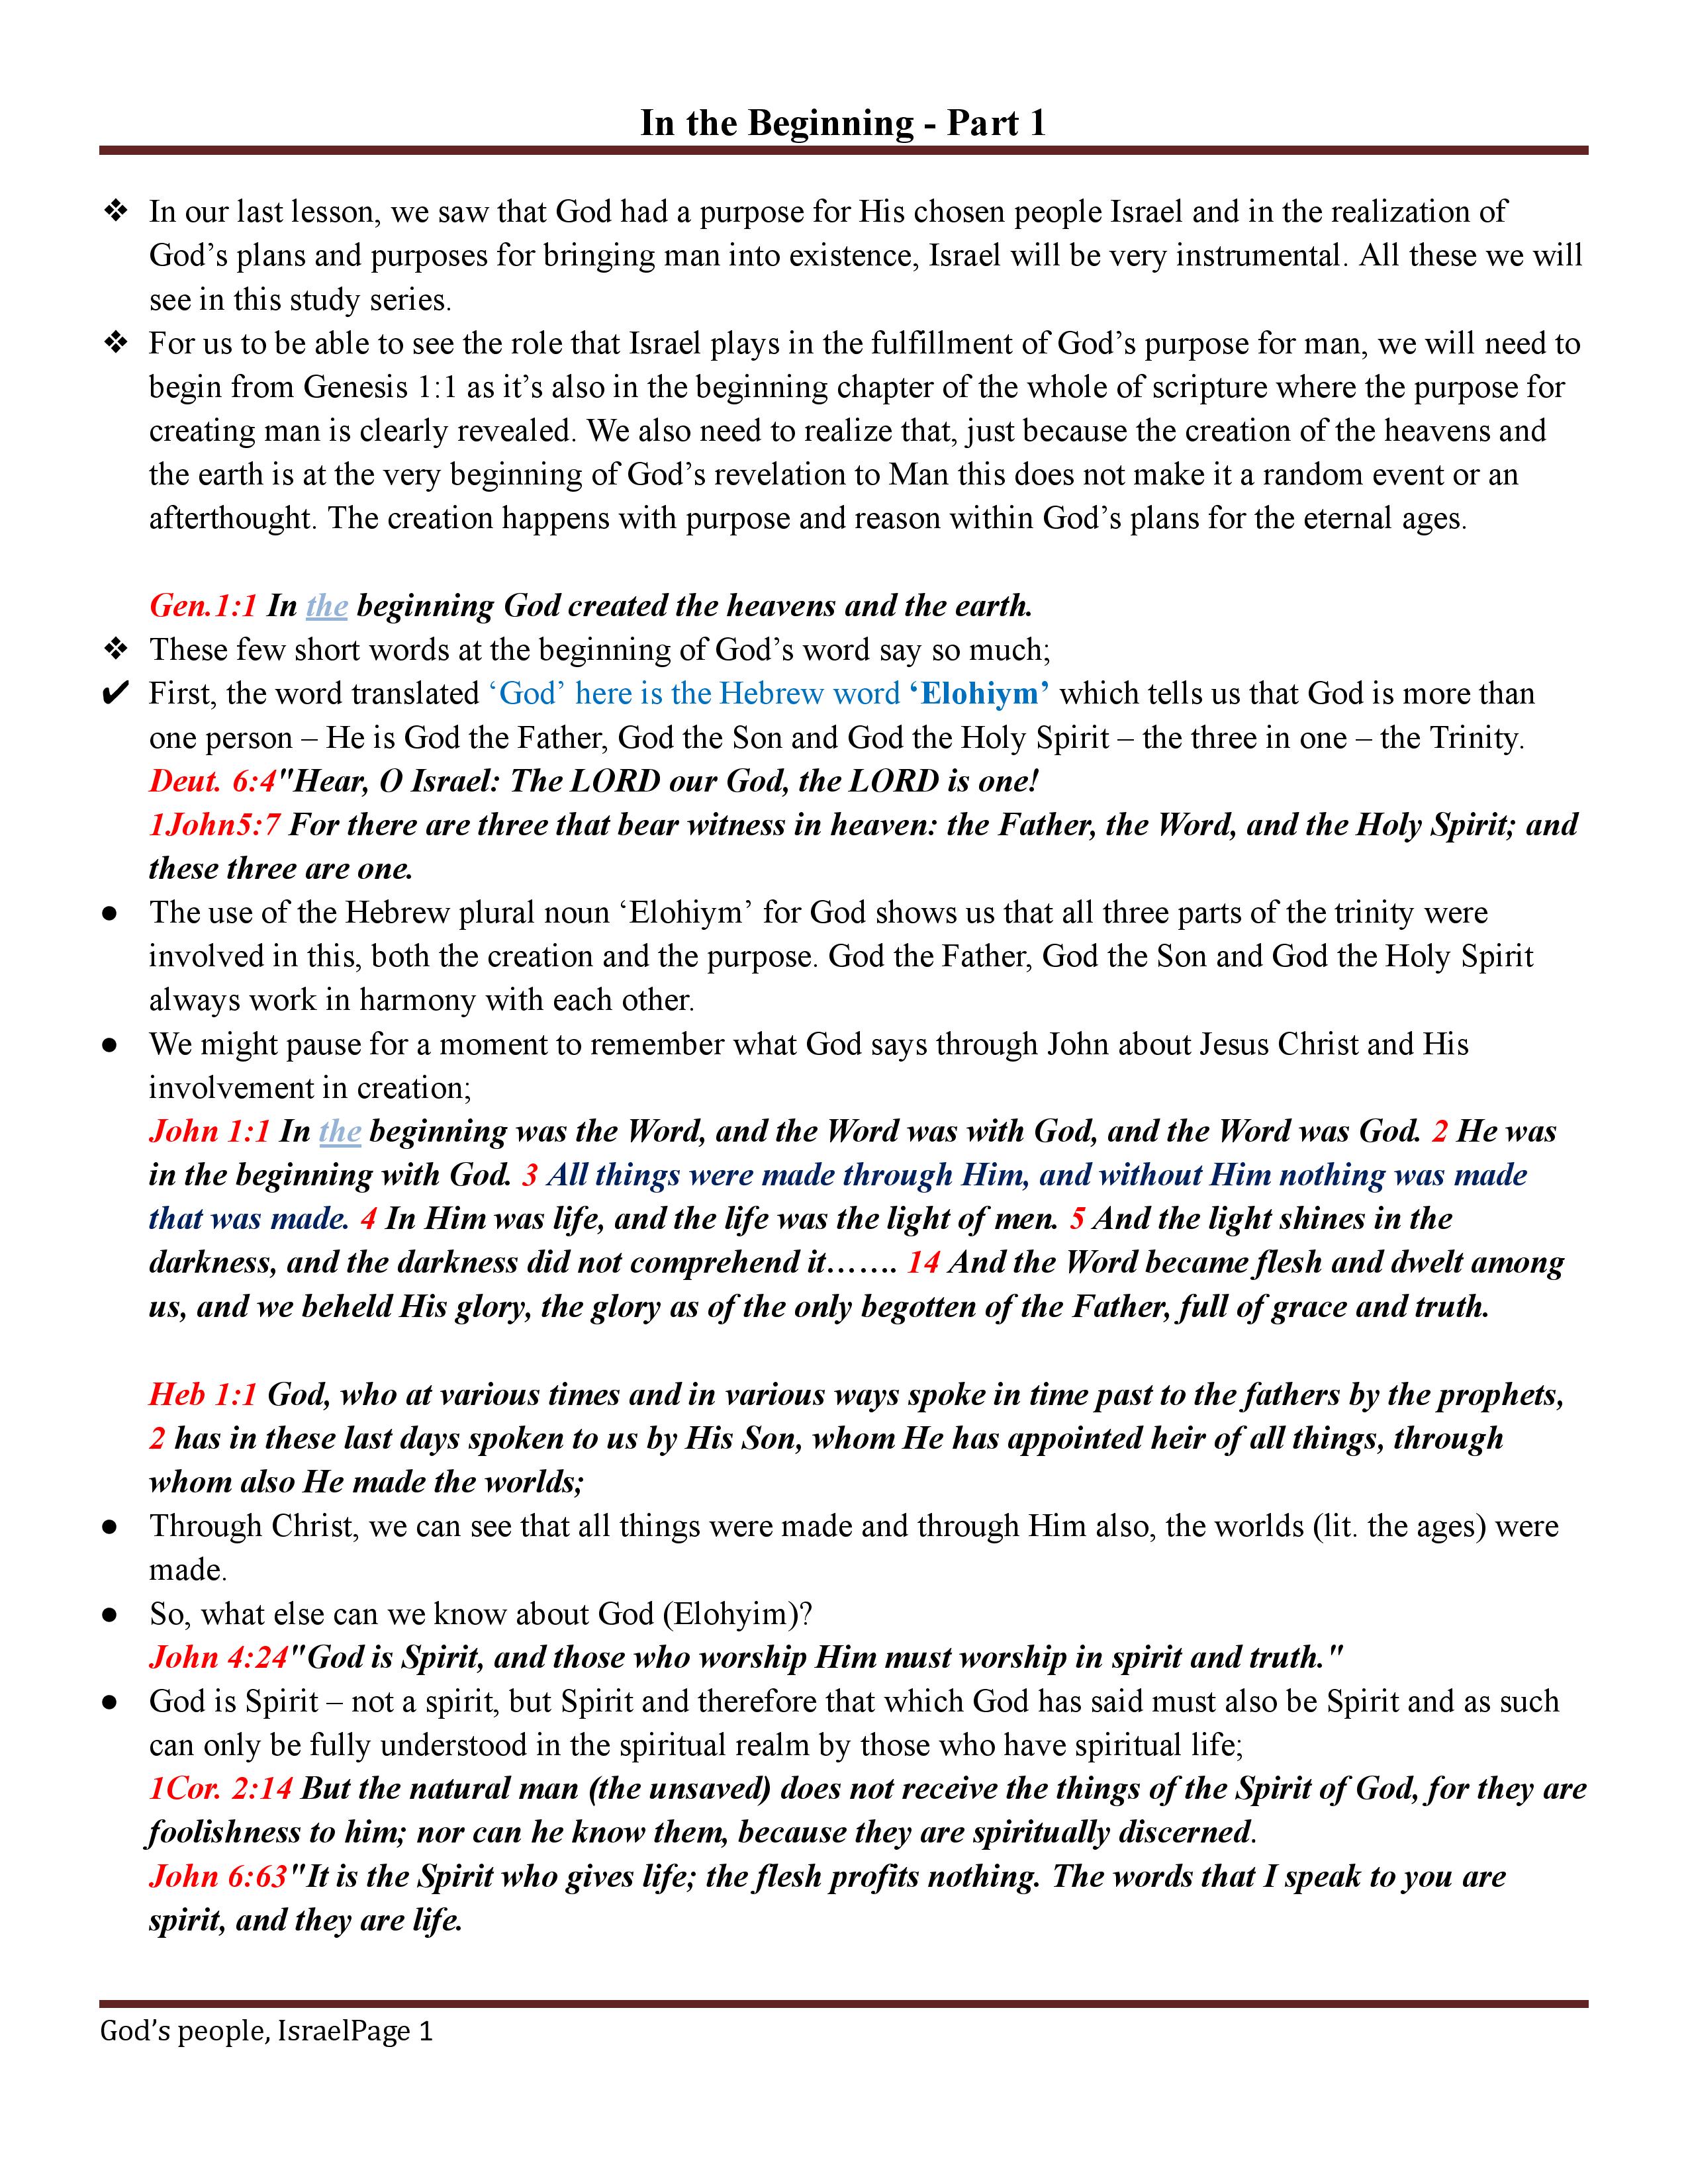 In the Beginning - Part 1
❖ In our last lesson, we saw that God had a purpose for His chosen people Israel and in the realization of
God’s plans and purposes for bringing man into existence, Israel will be very instrumental. All these we will
see in this study series.
❖ For us to be able to see the role that Israel plays in the fulfillment of God’s purpose for man, we will need to
begin from Genesis 1:1 as it’s also in the beginning chapter of the whole of scripture where the purpose for
creating man is clearly revealed. We also need to realize that, just because the creation of the heavens and
the earth is at the very beginning of God’s revelation to Man this does not make it a random event or an
afterthought. The creation happens with purpose and reason within God’s plans for the eternal ages.
Gen.1:1 In the beginning God created the heavens and the earth.
❖ These few short words at the beginning of God’s word say so much;
✔ First, the word translated ‘God’ here is the Hebrew word ‘Elohiym’ which tells us that God is more than
one person – He is God the Father, God the Son and God the Holy Spirit – the three in one – the Trinity.
Deut. 6:4"Hear, O Israel: The LORD our God, the LORD is one!
1John5:7 For there are three that bear witness in heaven: the Father, the Word, and the Holy Spirit; and
these three are one.
● The use of the Hebrew plural noun ‘Elohiym’ for God shows us that all three parts of the trinity were
involved in this, both the creation and the purpose. God the Father, God the Son and God the Holy Spirit
always work in harmony with each other.
● We might pause for a moment to remember what God says through John about Jesus Christ and His
involvement in creation;
John 1:1 In the beginning was the Word, and the Word was with God, and the Word was God. 2 He was
in the beginning with God. 3 All things were made through Him, and without Him nothing was made
that was made. 4 In Him was life, and the life was the light of men. 5 And the light shines in the
darkness, and the darkness did not comprehend it……. 14 And the Word became flesh and dwelt among
us, and we beheld His glory, the glory as of the only begotten of the Father, full of grace and truth.
Heb 1:1 God, who at various times and in various ways spoke in time past to the fathers by the prophets,
2 has in these last days spoken to us by His Son, whom He has appointed heir of all things, through
whom also He made the worlds;
● Through Christ, we can see that all things were made and through Him also, the worlds (lit. the ages) were
made.
● So, what else can we know about God (Elohyim)?
John 4:24"God is Spirit, and those who worship Him must worship in spirit and truth."
● God is Spirit – not a spirit, but Spirit and therefore that which God has said must also be Spirit and as such
can only be fully understood in the spiritual realm by those who have spiritual life;
1Cor. 2:14 But the natural man (the unsaved) does not receive the things of the Spirit of God, for they are
foolishness to him; nor can he know them, because they are spiritually discerned.
John 6:63"It is the Spirit who gives life; the flesh profits nothing. The words that I speak to you are
spirit, and they are life.
God’s people, IsraelPage 1